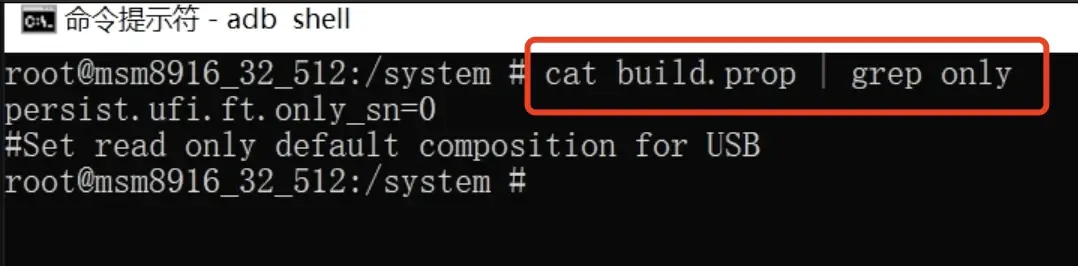 命令提示符 - adb shell
root@msm8916_32_512:/system # cat build.prop | grep only
persist.ufi.ft.only_sn=0
#Set read only default composition for USB
root@msm8916_32_512:/system #